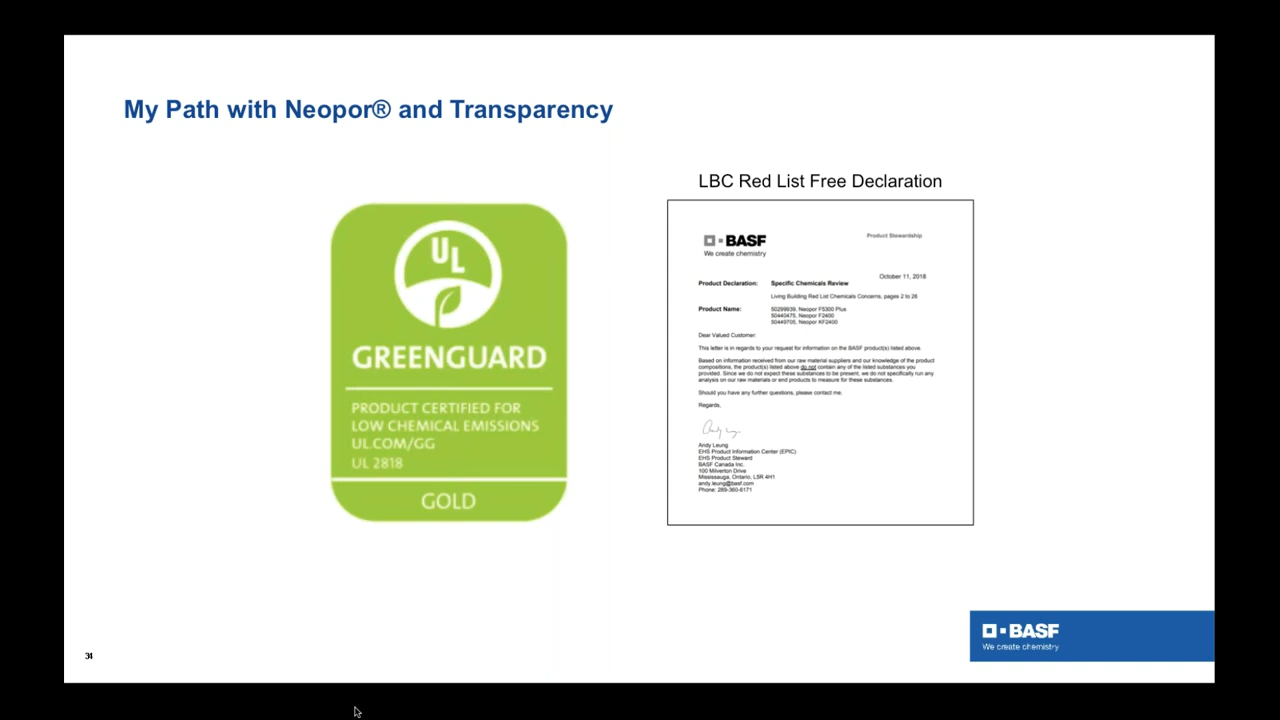 My Path with Neopor® and Transparency
UL
GREENGUARD
PRODUCT CERTIFIED FOR
LOW CHEMICAL EMISSIONS
UL.COM/GG
UL 2818
GOLD
LBC Red List Free Declaration
BASF
We create chemistry
Product Stewardship
October 11, 2018
Product Declaration: Specific Chemicals Review
Living Building Red List Chemicals Concerns, pages 2 to 26
Product Name: 50299939, Neopor F5300 Plus
50440475, Neopor F2400
50440705, Neopor KF2400
Dear Valued Customer:
This letter is in regards to your request for information on the BASF product(s) listed above.
Based on information received from our raw material suppliers and our knowledge of the product
compositions, the product(s) listed above do not contain any of the listed substances you
provided. Since we do not expect these substances to be present, we do not specifically run any
analysis on our raw materials or end products to measure for these substances.
Should you have any further questions, please contact me.
Regards,
Andy Leung
EHS Product Information Center (EPIC)
EHS Product Steward
BASF Canada Inc.
100 Milverton Drive
Mississauga, Ontario, L5R 4H1
andy.leung@basf.com
Phone: 289-360-6171
BASF
We create chemistry
34